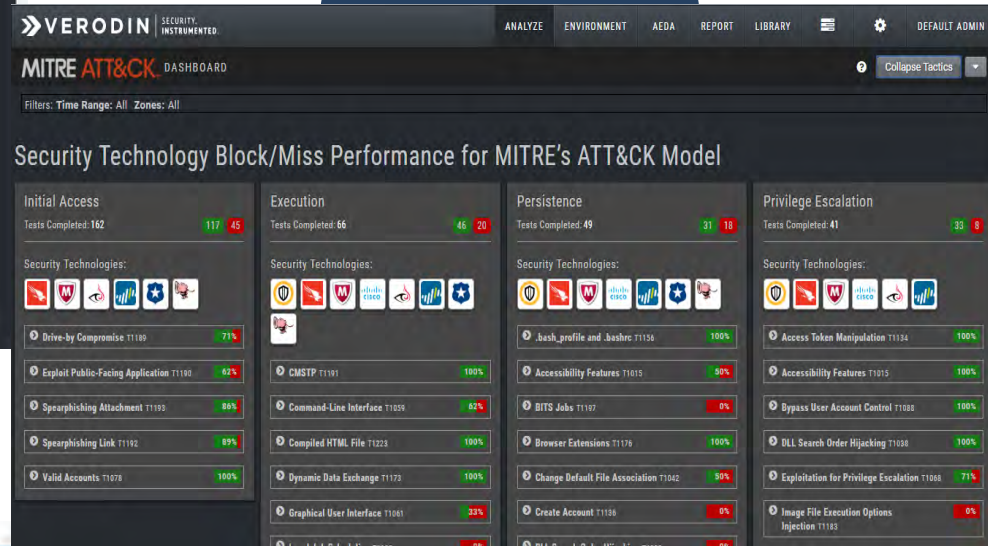 VERODIN SECURITY. INSTRUMENTED.
ANALYZE ENVIRONMENT AEDA REPORT LIBRARY DEFAULT ADMIN
MITRE ATT&CK DASHBOARD
Collapse Tactics
Filters: Time Range: All Zones: All
Security Technology Block/Miss Performance for MITRE's ATT&CK Model
Initial Access
Tests Completed: 162 117 45
Security Technologies:
Drive-by Compromise T1189 71%
Exploit Public-Facing Application T1190 62%
Spearphishing Attachment T1193 86%
Spearphishing Link T1192 89%
Valid Accounts T1078 100%
Execution
Tests Completed: 66 46 20
Security Technologies:
CISCO
CMSTP T1191 100%
Command-Line Interface T1059 62%
Compiled HTML File T1223 100%
Dynamic Data Exchange T1173 100%
Graphical User Interface T1061 33%
Persistence
Tests Completed: 49 31 18
Security Technologies:
CISCO
.bash_profile and .bashrc T1156 100%
Accessibility Features T1015 50%
BITS Jobs T1197 0%
Browser Extensions T1176 100%
Change Default File Association T1042 50%
Create Account T1136 0%
Privilege Escalation
Tests Completed: 41 33 8
Security Technologies:
CISCO
Access Token Manipulation T1134 100%
Accessibility Features T1015 100%
Bypass User Account Control T1088 100%
DLL Search Order Hijacking T1038 100%
Exploitation for Privilege Escalation T1068 71%
Image File Execution Options Injection T1183 0%